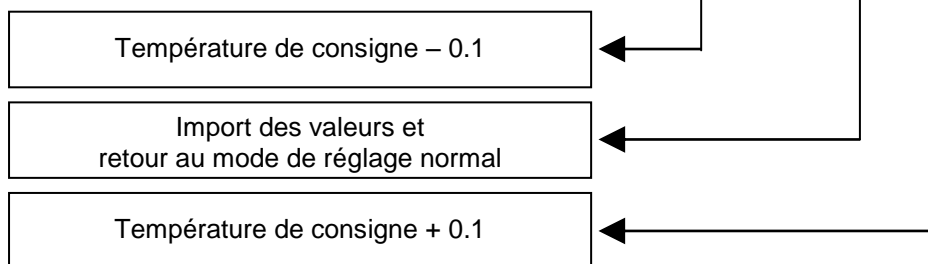 Température de consigne – 0.1
Import des valeurs et
retour au mode de réglage normal
Température de consigne + 0.1